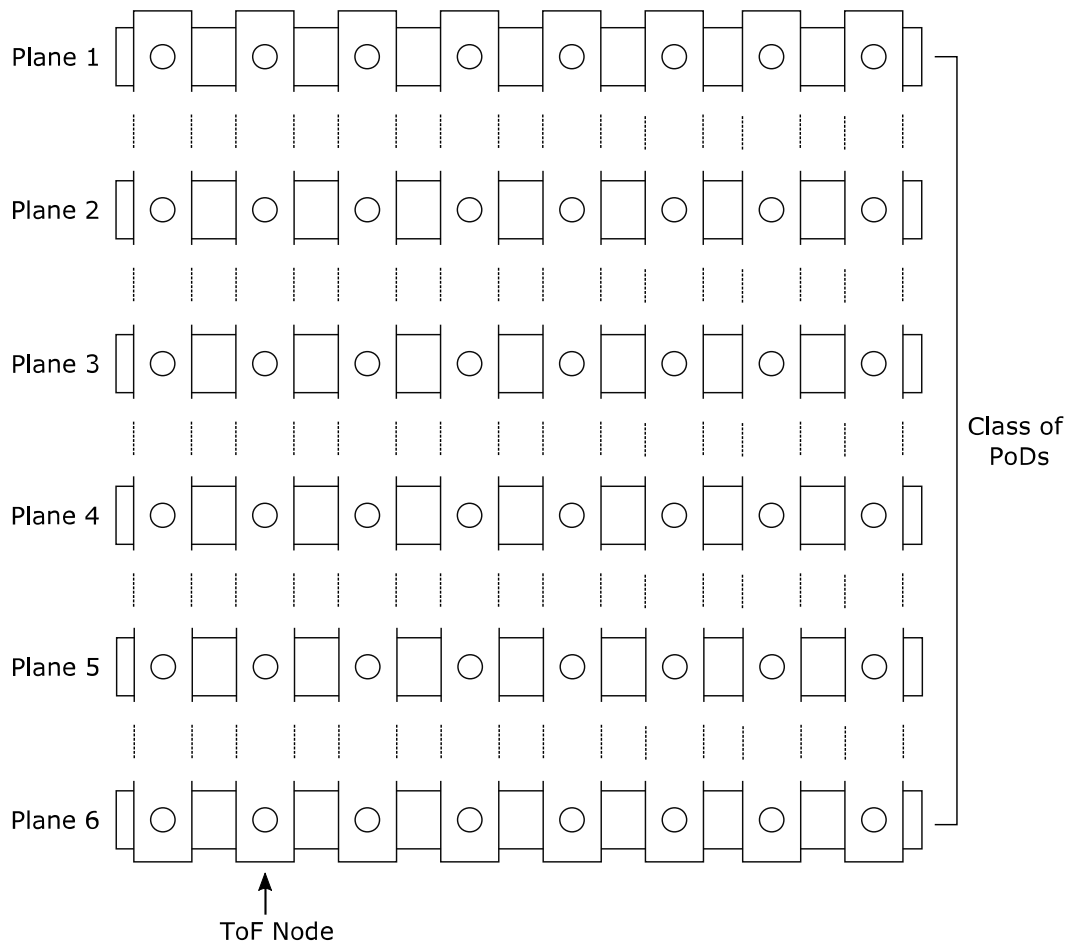 Plane 1
Plane 2
Plane 3
Class of
PoDs
Plane 4
Plane 5
Plane 6
ToF Node